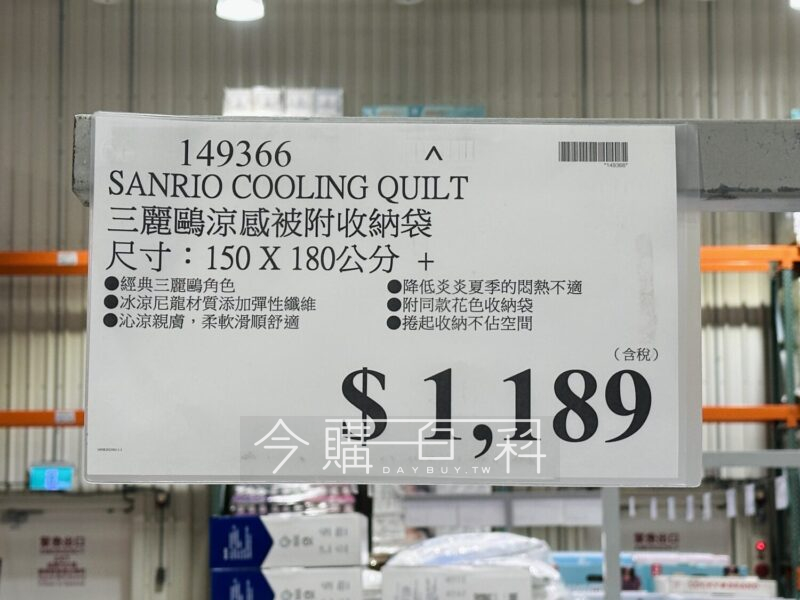 149366
^
*149366*
SANRIO COOLING QUILT
三麗鷗涼感被附收納袋
尺寸：150 X 180公分 +
●經典三麗鷗角色
●冰涼尼龍材質添加彈性纖維
●沁涼親膚，柔軟滑順舒適
●降低炎炎夏季的悶熱不適
●附同款花色收納袋
●捲起收納不佔空間
（含稅）
$ 1,189
今購百科
DAYBUY.TW